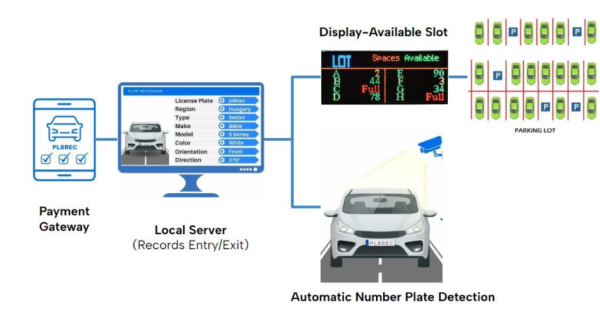 Display-Available Slot
LOT Spaces Available
A 2 E 90
B 44 F 3
C Full G 34
D 78 H Full
P
P
P
P
P
PARKING LOT
PLATE RECOGNIZER
License Plate pl8rec
Region Hungary
Type Sedan
Make BMW
Model 5 Series
Color White
Orientation Front
Direction 270°
PL8REC
Payment
Gateway
Local Server
(Records Entry/Exit)
PL8REC
Automatic Number Plate Detection